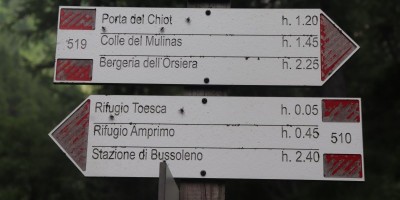 Porta del Chiot h. 1.20
519 Colle del Mulinas h. 1.45
Bergeria dell'Orsiera h. 2.25
Rifugio Toesca h. 0.05
Rifugio Amprimo h. 0.45 510
Stazione di Bussoleno h. 2.40